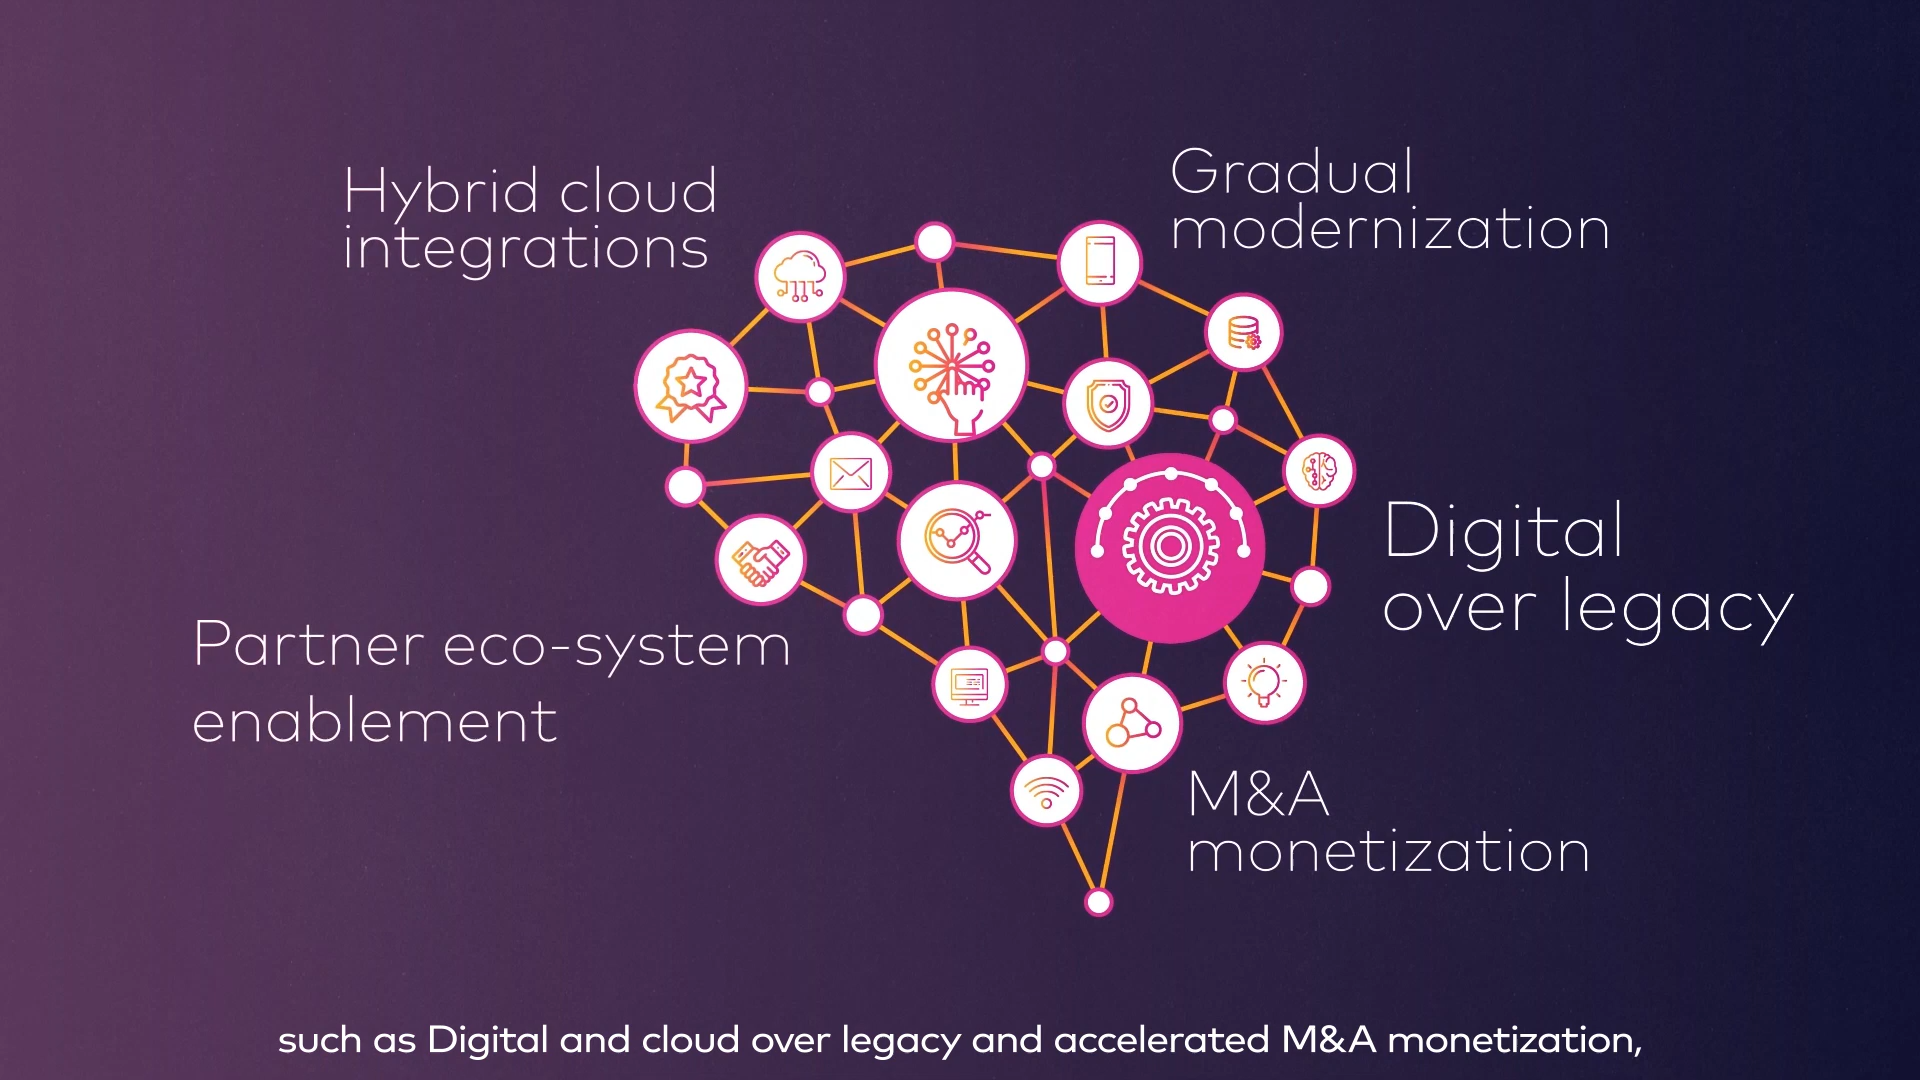 Hybrid cloud
integrations
Gradual
modernization
Digital
over legacy
Partner eco-system
enablement
M&A
monetization
such as Digital and cloud over legacy and accelerated M&A monetization,